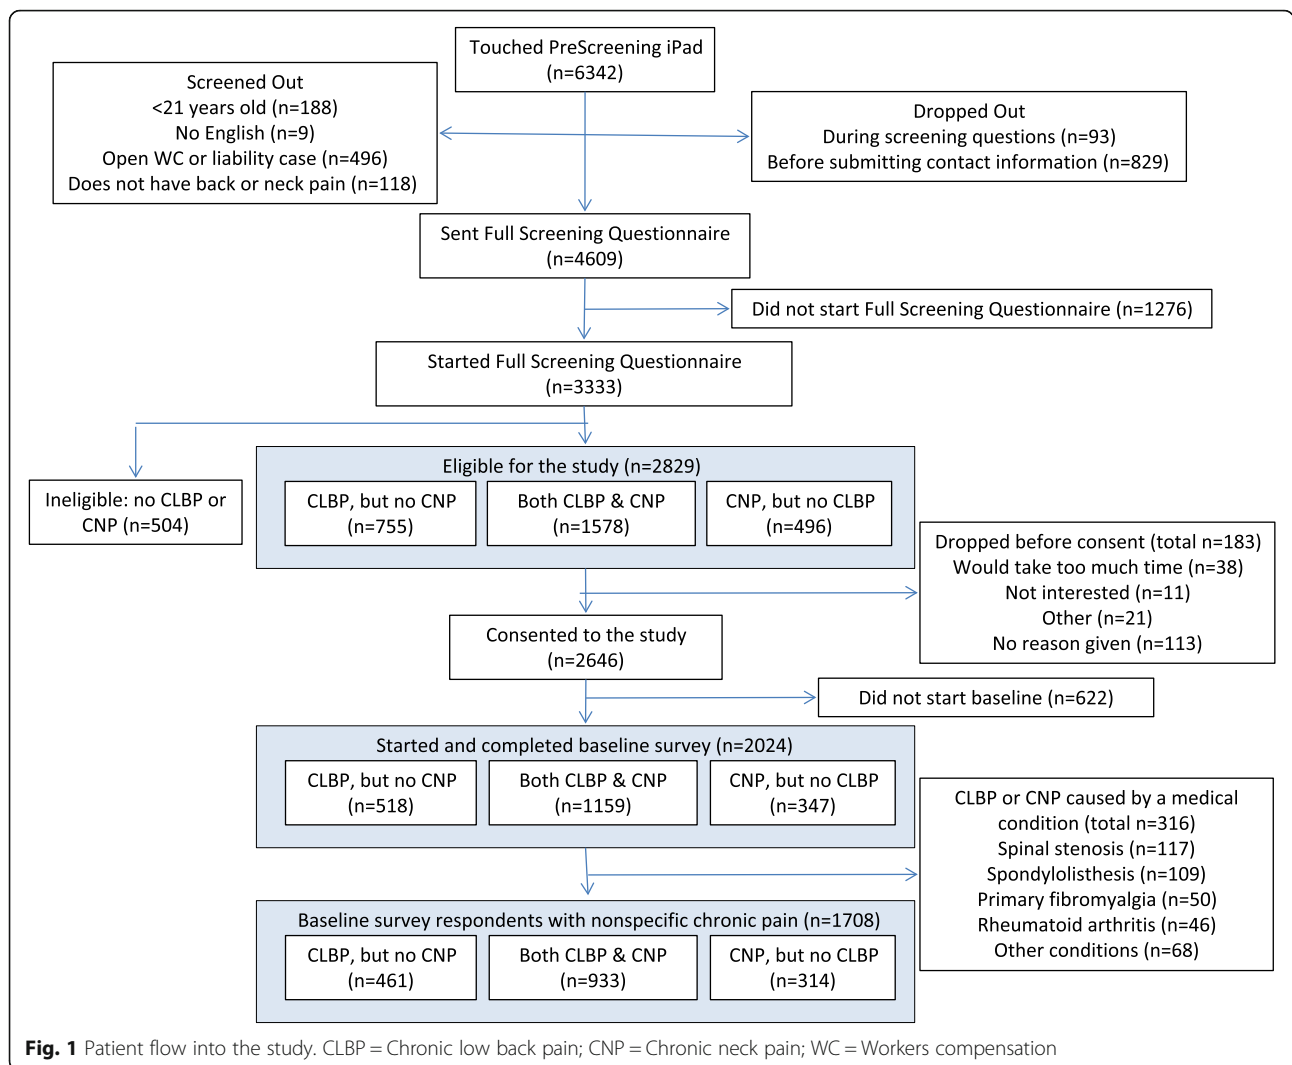 Touched PreScreening iPad
(n=6342)
Screened Out
<21 years old (n=188)
No English (n=9)
Open WC or liability case (n=496)
Does not have back or neck pain (n=118)
Dropped Out
During screening questions (n=93)
Before submitting contact information (n=829)
Sent Full Screening Questionnaire
(n=4609)
Did not start Full Screening Questionnaire (n=1276)
Started Full Screening Questionnaire
(n=3333)
Ineligible: no CLBP or
CNP (n=504)
Eligible for the study (n=2829)
CLBP, but no CNP
(n=755)
Both CLBP & CNP
(n=1578)
CNP, but no CLBP
(n=496)
Dropped before consent (total n=183)
Would take too much time (n=38)
Not interested (n=11)
Other (n=21)
No reason given (n=113)
Consented to the study
(n=2646)
Did not start baseline (n=622)
Started and completed baseline survey (n=2024)
CLBP, but no CNP
(n=518)
Both CLBP & CNP
(n=1159)
CNP, but no CLBP
(n=347)
CLBP or CNP caused by a medical
condition (total n=316)
Spinal stenosis (n=117)
Spondylolisthesis (n=109)
Primary fibromyalgia (n=50)
Rheumatoid arthritis (n=46)
Other conditions (n=68)
Baseline survey respondents with nonspecific chronic pain (n=1708)
CLBP, but no CNP
(n=461)
Both CLBP & CNP
(n=933)
CNP, but no CLBP
(n=314)
Fig. 1 Patient flow into the study. CLBP = Chronic low back pain; CNP = Chronic neck pain; WC = Workers compensation